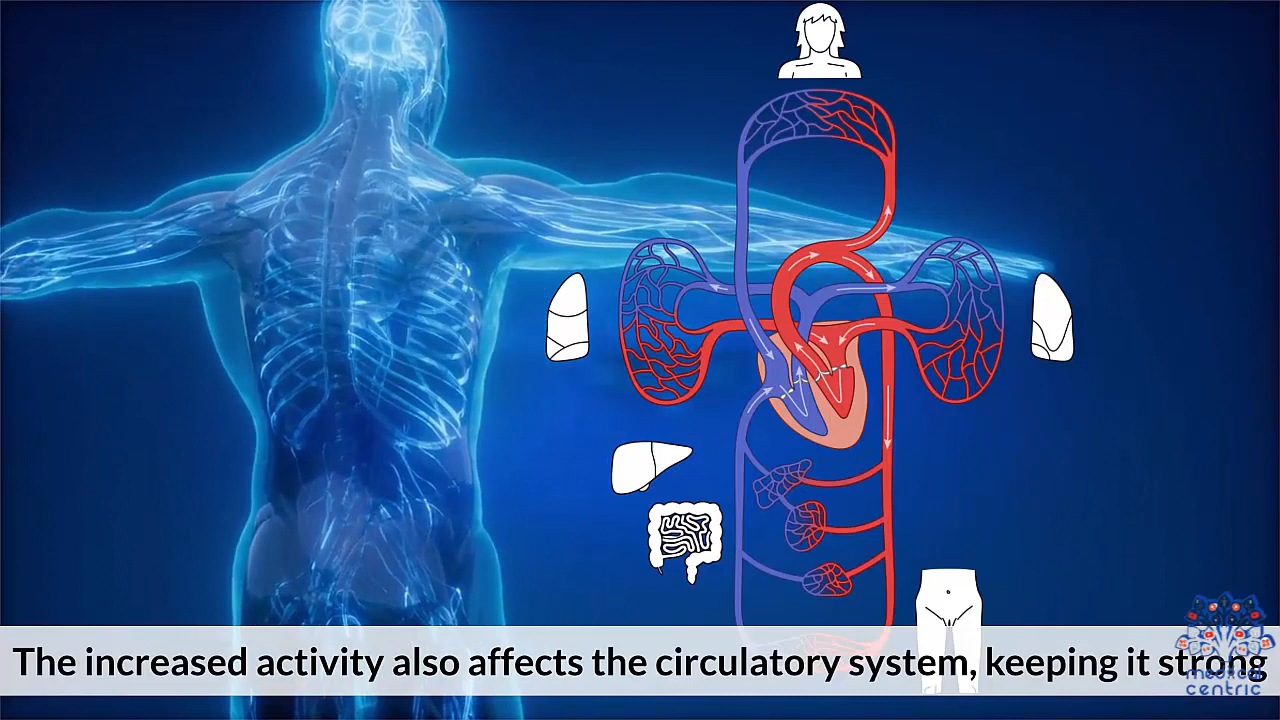 The increased activity also affects the circulatory system, keeping it strong
medical
centric